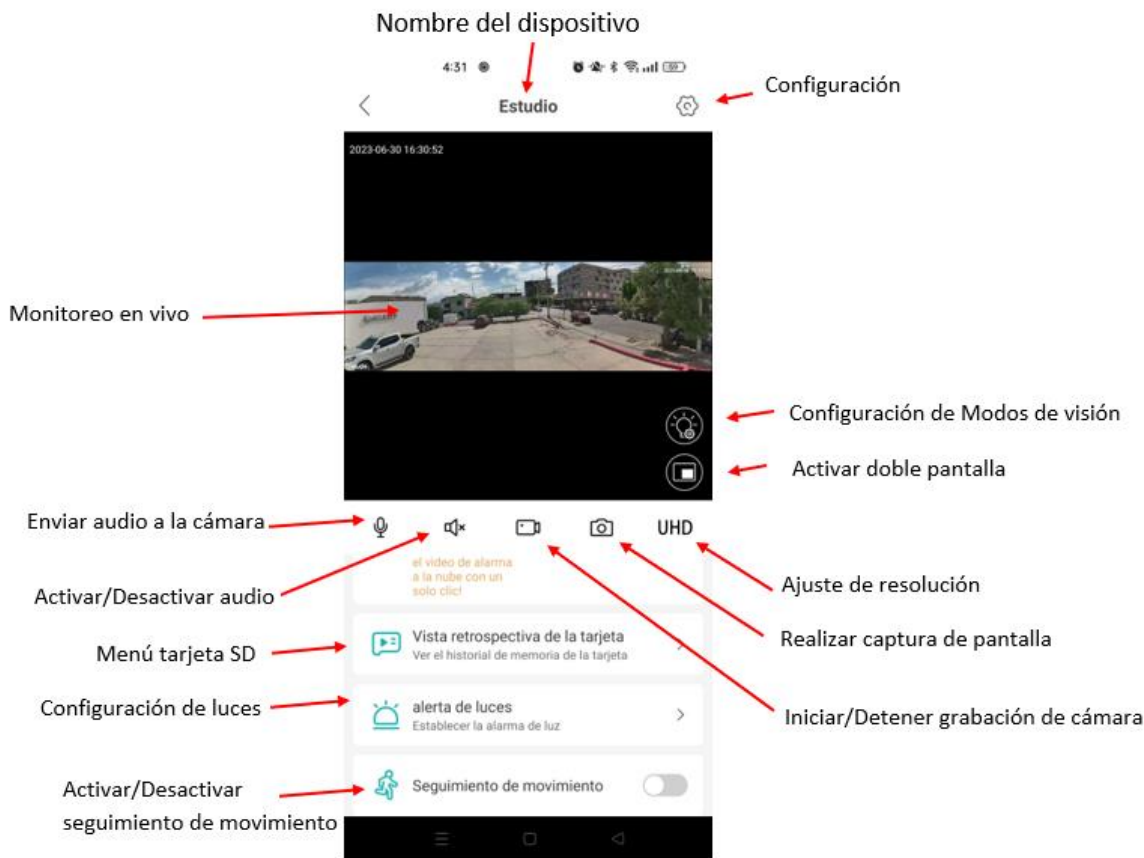 Nombre del dispositivo
4:31
59
Configuración
Estudio
2023-06-30 16:30:52
Monitoreo en vivo
Configuración de Modos de visión
Activar doble pantalla
Enviar audio a la cámara
UHD
el video de alarma
a la nube con un
solo clic!
Activar/Desactivar audio
Ajuste de resolución
Vista retrospectiva de la tarjeta
Ver el historial de memoria de la tarjeta
Menú tarjeta SD
Realizar captura de pantalla
Configuración de luces
alerta de luces
Establecer la alarma de luz
Iniciar/Detener grabación de cámara
Seguimiento de movimiento
Activar/Desactivar
seguimiento de movimiento